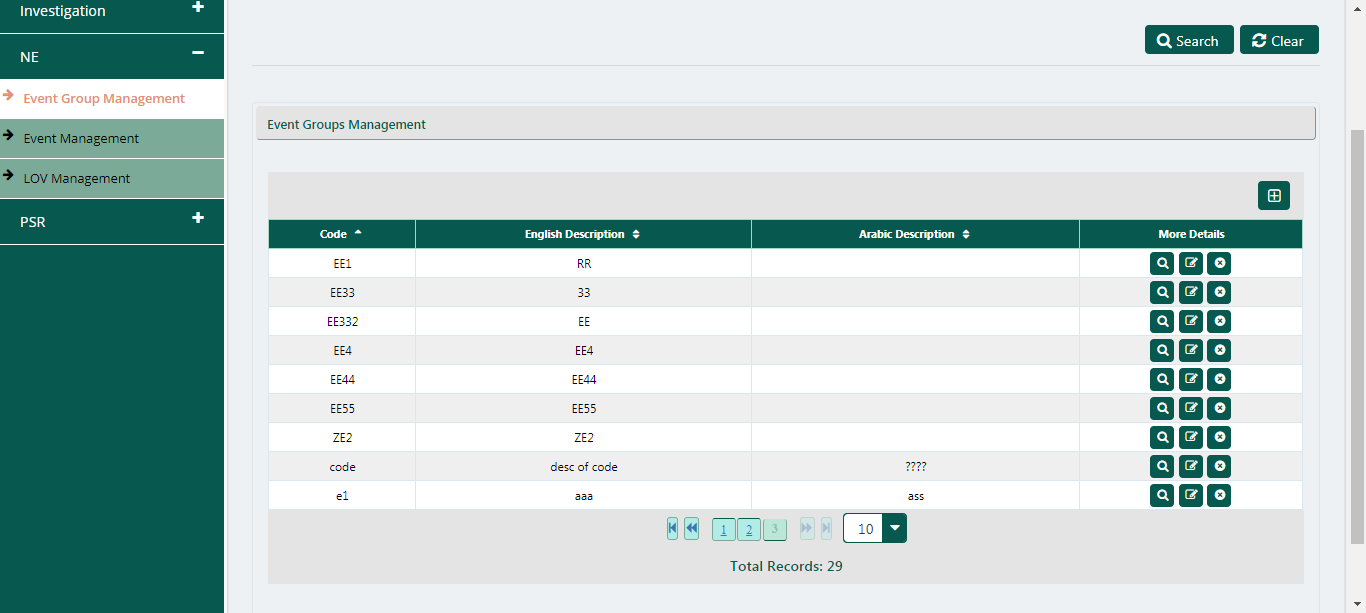 Investigation
NE
Event Group Management
Event Management
LOV Management
PSR
Search Clear
Event Groups Management
Code English Description Arabic Description More Details
EE1 RR
EE33 33
EE332 EE
EE4 EE4
EE44 EE44
EE55 EE55
ZE2 ZE2
code desc of code ????
e1 aaa ass
1 2 3 10
Total Records: 29